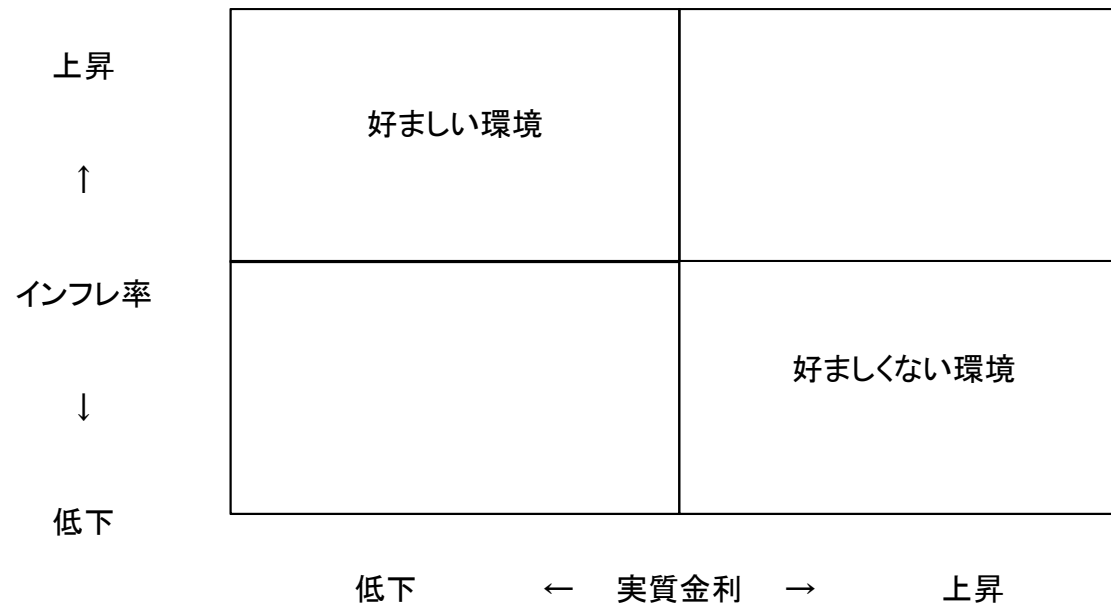 上昇
好ましい環境
↑
インフレ率
好ましくない環境
↓
低下
低下 ← 実質金利 → 上昇